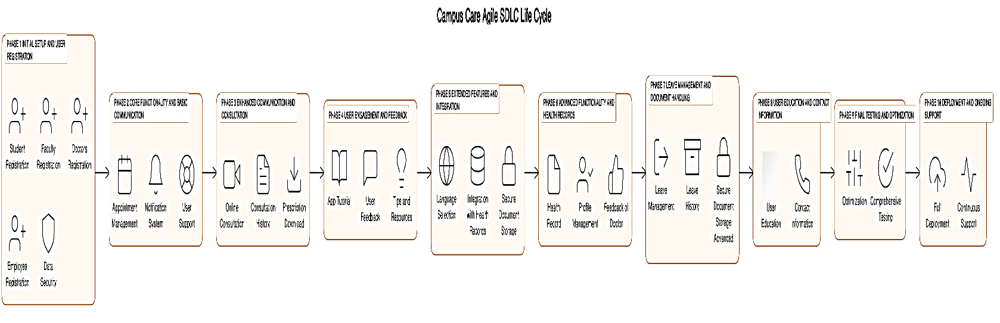 Campus Care Agile SDLC Life Cycle
PHASE 1 INITIAL SETUP AND USER
REGISTRATION
Student
Registration
Faculty
Registration
Doctors
Registration
Employee
Registration
Data
Security
PHASE 2 CORE FUNCTIONALITY AND BASIC
COMMUNICATION
Appointment
Management
Notification
System
User
Support
PHASE 3 ENHANCED COMMUNICATION AND
CONSULTATION
Online
Consultation
Consultation
History
Prescription
Download
PHASE 4 USER ENGAGEMENT AND FEEDBACK
App Tutorial
User
Feedback
Tips and
Resources
PHASE 5 EXTENDED FEATURES AND
INTEGRATION
Language
Selection
Integration
with Health
Records
Secure
Document
Storage
PHASE 6 ADVANCED FUNCTIONALITY AND
HEALTH RECORDS
Health
Record
Profile
Management
Feedback of
Doctor
PHASE 7 LEAVE MANAGEMENT AND
DOCUMENT HANDLING
Leave
Management
Leave
History
Secure
Document
Storage
Advanced
PHASE 8 USER EDUCATION AND CONTACT
INFORMATION
User
Education
Contact
Information
PHASE 9 FINAL TESTING AND OPTIMIZATION
Optimization
Comprehensive
Testing
PHASE 10 DEPLOYMENT AND ONGOING
SUPPORT
Full
Deployment
Continuous
Support